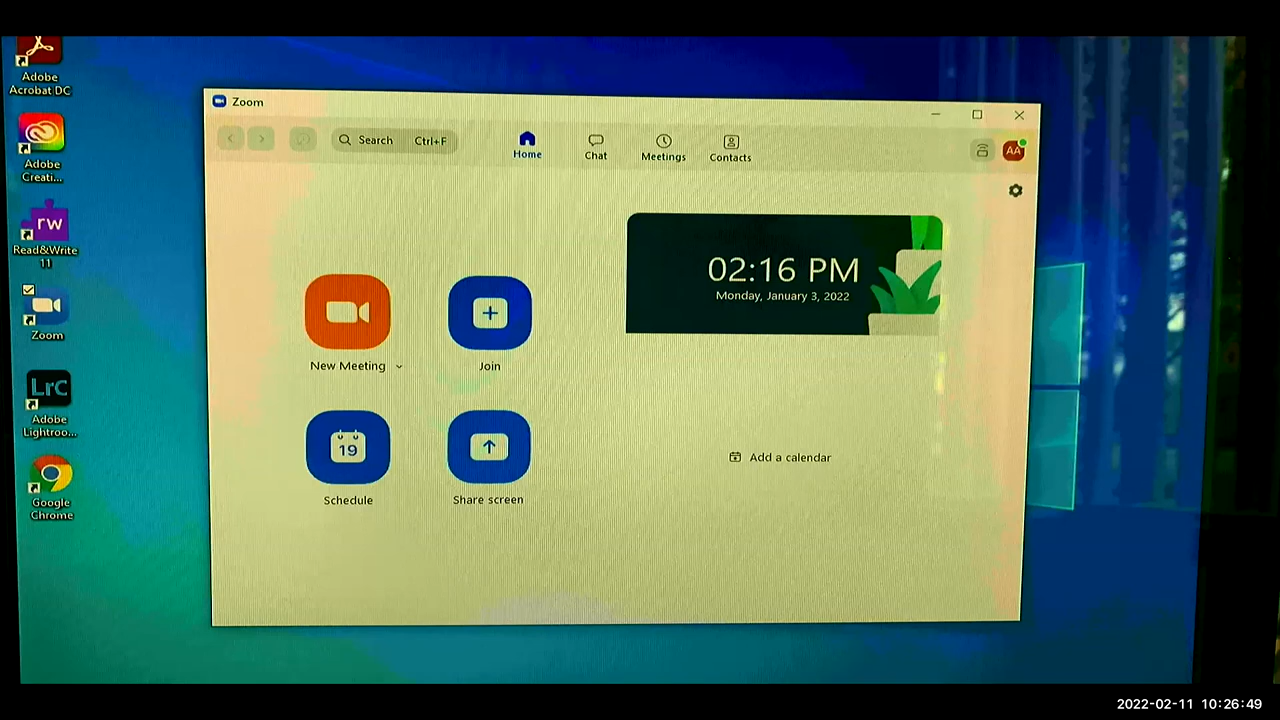 Adobe
Acrobat DC
Adobe
Creati...
rw
Read&Write
11
Zoom
LrC
Adobe
Lightroo...
Google
Chrome
Zoom
Search Ctrl+F
Home
Chat
Meetings
Contacts
AA
02:16 PM
Monday, January 3, 2022
New Meeting
Join
19
Schedule
Share screen
Add a calendar
2022-02-11 10:26:49